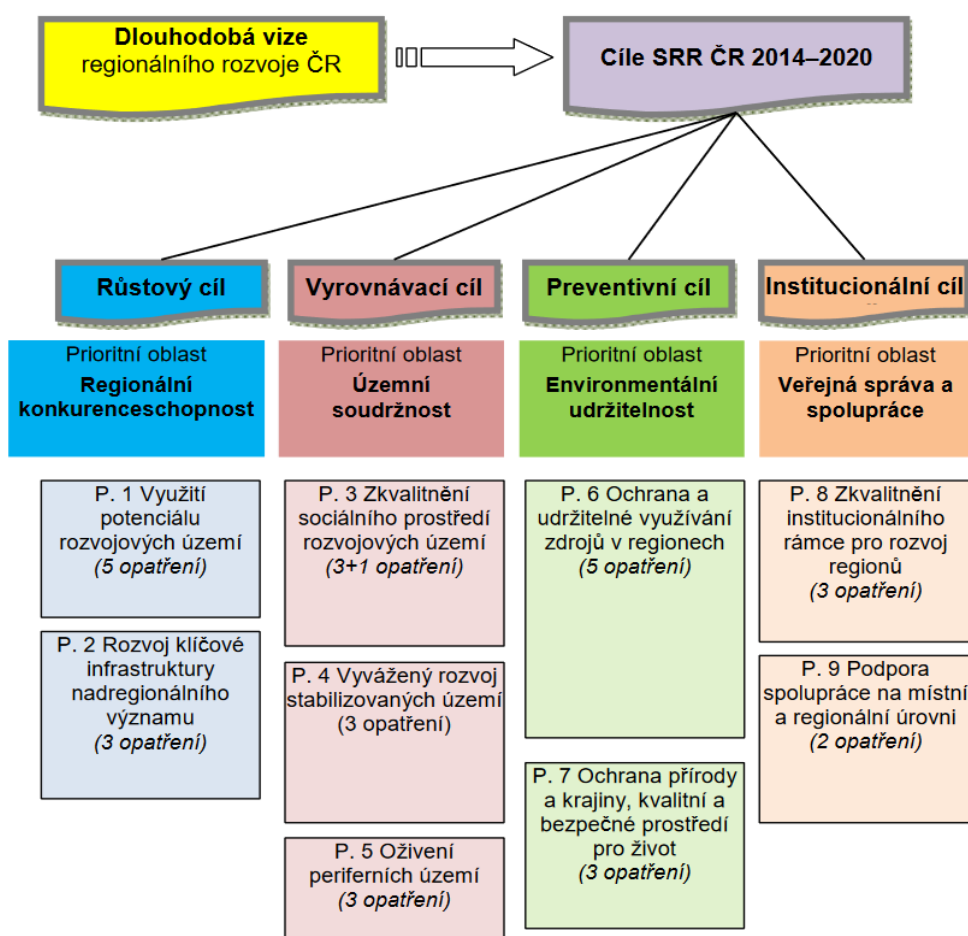 Dlouhodobá vize
regionálního rozvoje ČR
Cíle SRR ČR 2014–2020
Růstový cíl
Vyrovnávací cíl
Preventivní cíl
Institucionální cíl
Prioritní oblast
Regionální
konkurenceschopnost
Prioritní oblast
Územní
soudržnost
Prioritní oblast
Environmentální
udržitelnost
Prioritní oblast
Veřejná správa a
spolupráce
P. 1 Využití
potenciálu
rozvojových území
(5 opatření)
P. 2 Rozvoj klíčové
infrastruktury
nadregionálního
významu
(3 opatření)
P. 3 Zkvalitnění
sociálního prostředí
rozvojových území
(3+1 opatření)
P. 4 Vyvážený rozvoj
stabilizovaných území
(3 opatření)
P. 5 Oživení
periferních území
(3 opatření)
P. 6 Ochrana a
udržitelné využívání
zdrojů v regionech
(5 opatření)
P. 7 Ochrana přírody
a krajiny, kvalitní a
bezpečné prostředí
pro život
(3 opatření)
P. 8 Zkvalitnění
institucionálního
rámce pro rozvoj
regionů
(3 opatření)
P. 9 Podpora
spolupráce na místní
a regionální úrovni
(2 opatření)